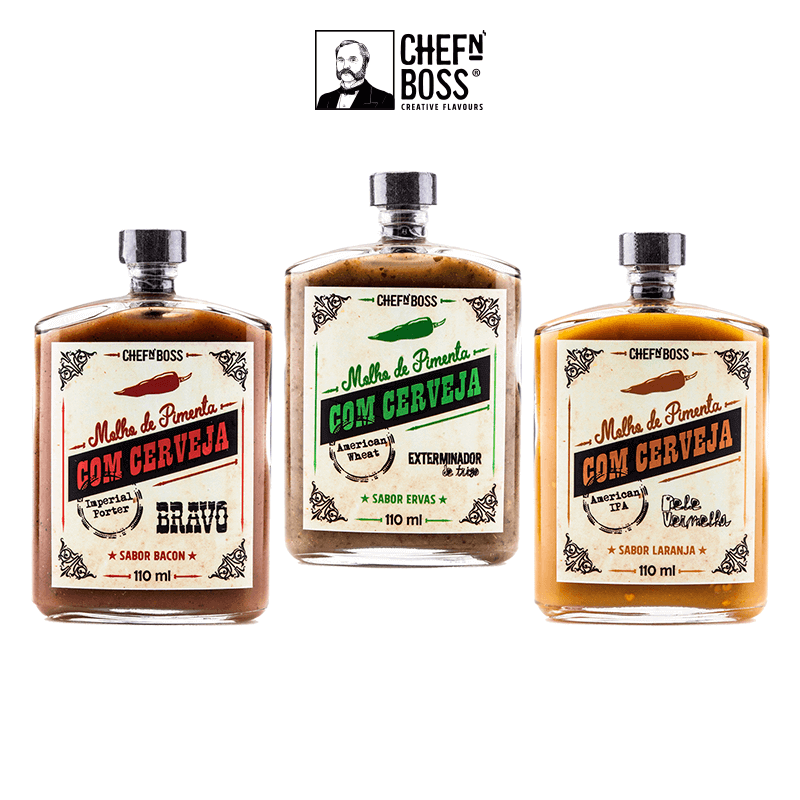 CHEF N'
BOSS®
CREATIVE FLAVOURS
CHEF N' BOSS
Molho de Pimenta
COM CERVEJA
Imperial
Porter
BRAVO
SABOR BACON
110 ml
CHEF N' BOSS
Molho de Pimenta
COM CERVEJA
American
Wheat
EXTERMINADOR
de trigo
SABOR ERVAS
110 ml
CHEF N' BOSS
Molho de Pimenta
COM CERVEJA
American
IPA
Pele
Vermelha
SABOR LARANJA
110 ml